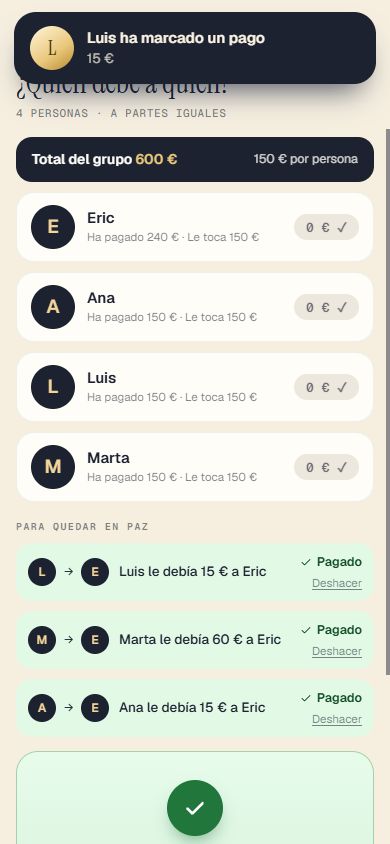 L
Luis ha marcado un pago
15 €
¿Quién debe a quién?
4 PERSONAS · A PARTES IGUALES
Total del grupo 600 €
150 € por persona
E
Eric
Ha pagado 240 € · Le toca 150 €
0 € ✓
A
Ana
Ha pagado 150 € · Le toca 150 €
0 € ✓
L
Luis
Ha pagado 150 € · Le toca 150 €
0 € ✓
M
Marta
Ha pagado 150 € · Le toca 150 €
0 € ✓
PARA QUEDAR EN PAZ
L → E Luis le debía 15 € a Eric
✓ Pagado
Deshacer
M → E Marta le debía 60 € a Eric
✓ Pagado
Deshacer
A → E Ana le debía 15 € a Eric
✓ Pagado
Deshacer